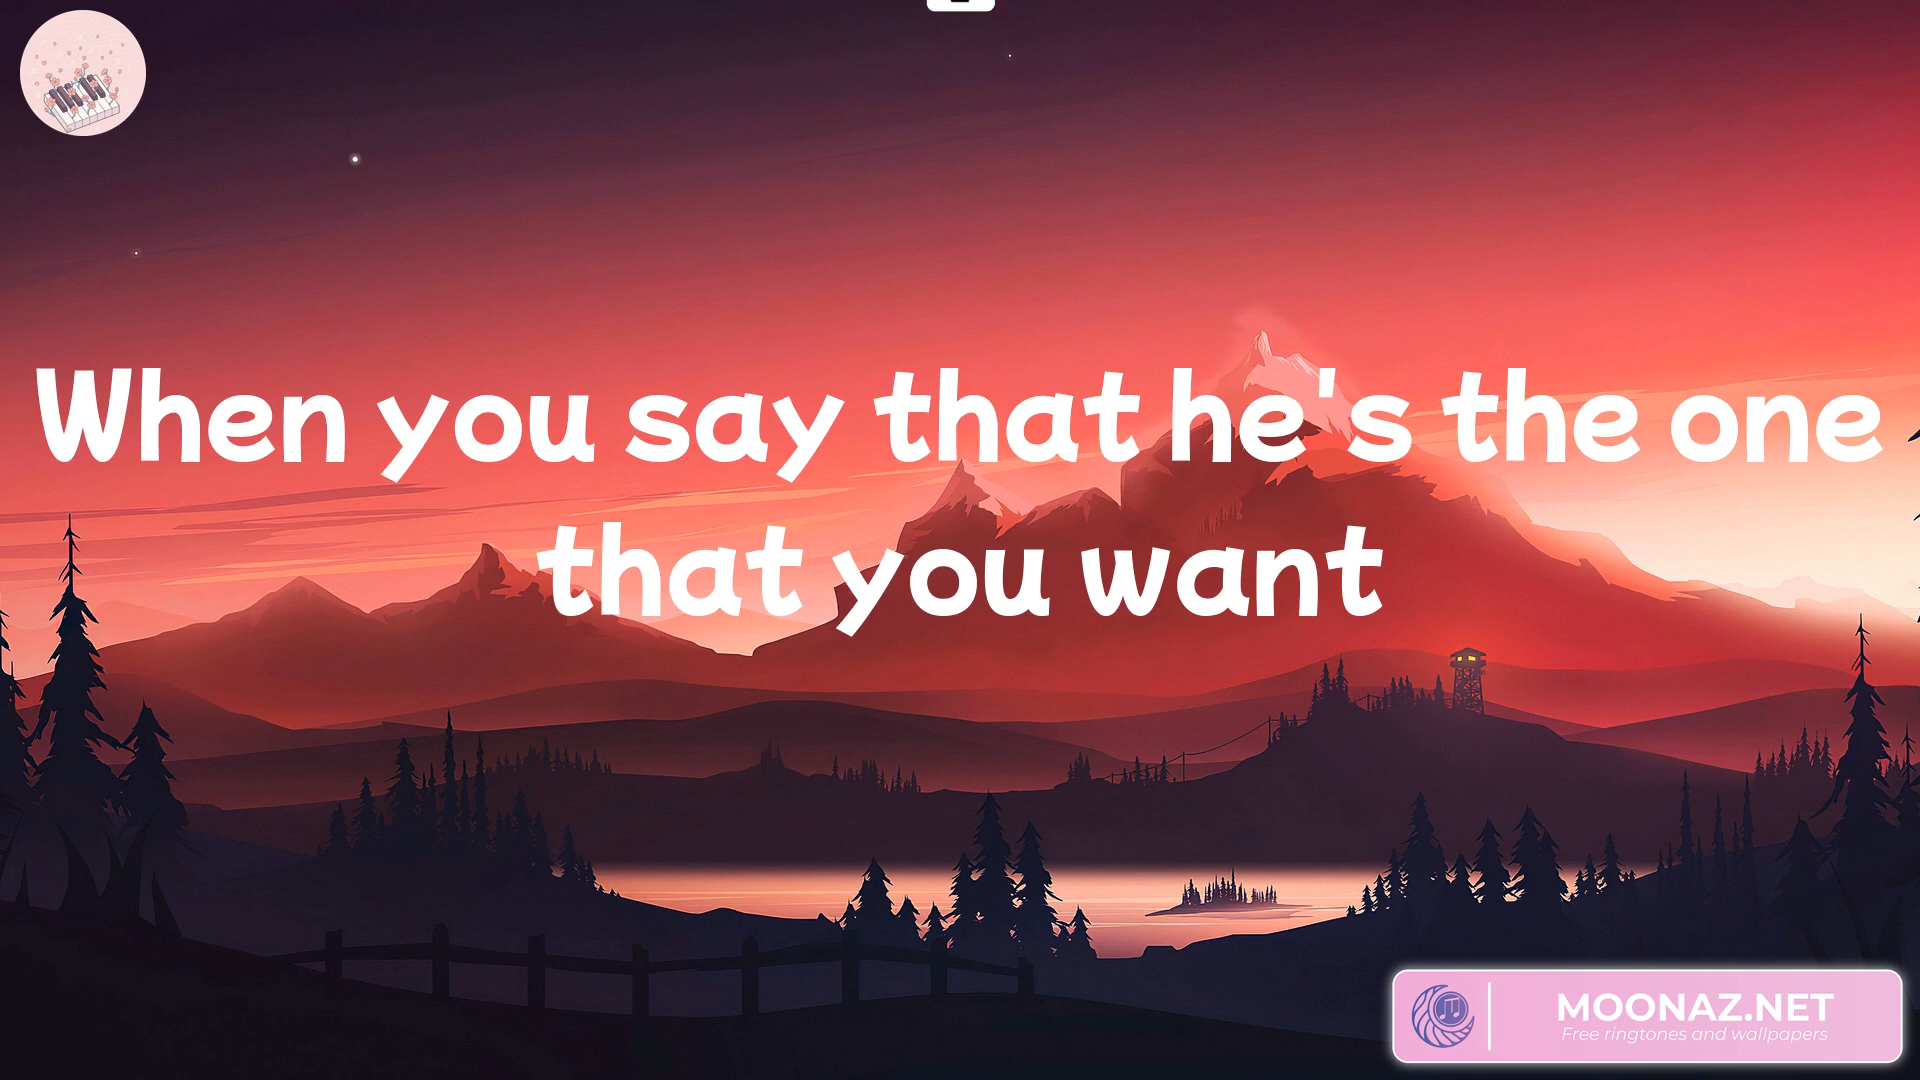 When you say that he's the one
that you want
MOONAZ.NET
Free ringtones and wallpapers